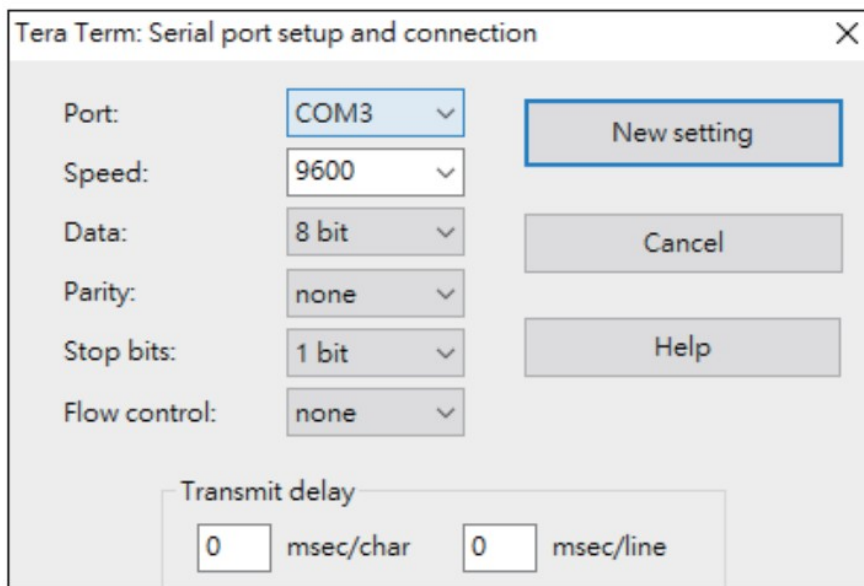 Tera Term: Serial port setup and connection
Port: COM3
New setting
Speed: 9600
Data: 8 bit
Cancel
Parity: none
Stop bits: 1 bit
Help
Flow control: none
Transmit delay
0 msec/char 0 msec/line